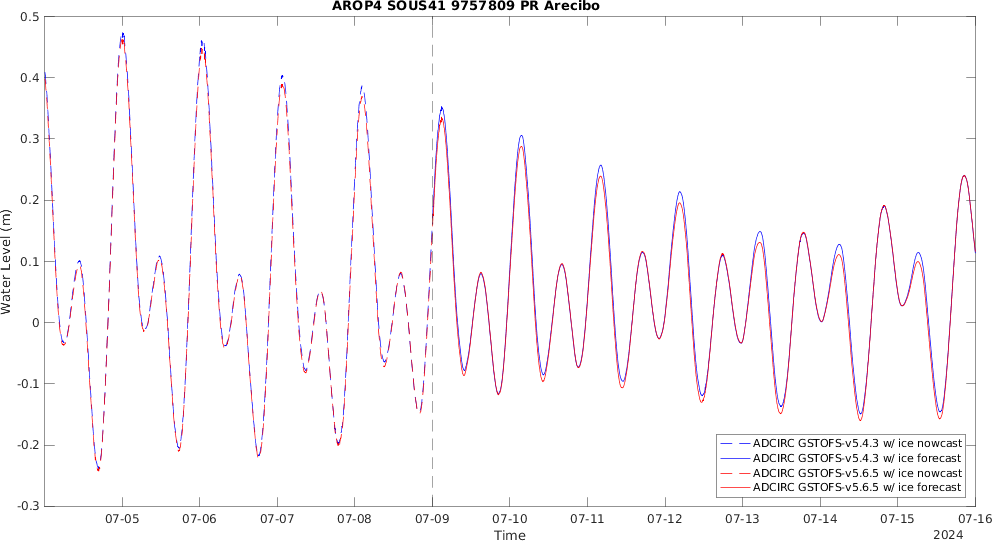 AROP4 SOUS41 9757809 PR Arecibo
0.5
0.4
0.3
0.2
0.1
0
-0.1
-0.2
-0.3
Water Level (m)
ADCIRC GSTOFS-v5.4.3 w/ ice nowcast
ADCIRC GSTOFS-v5.4.3 w/ ice forecast
ADCIRC GSTOFS-v5.6.5 w/ ice nowcast
ADCIRC GSTOFS-v5.6.5 w/ ice forecast
07-05 07-06 07-07 07-08 07-09 07-10 07-11 07-12 07-13 07-14 07-15 07-16
Time
2024